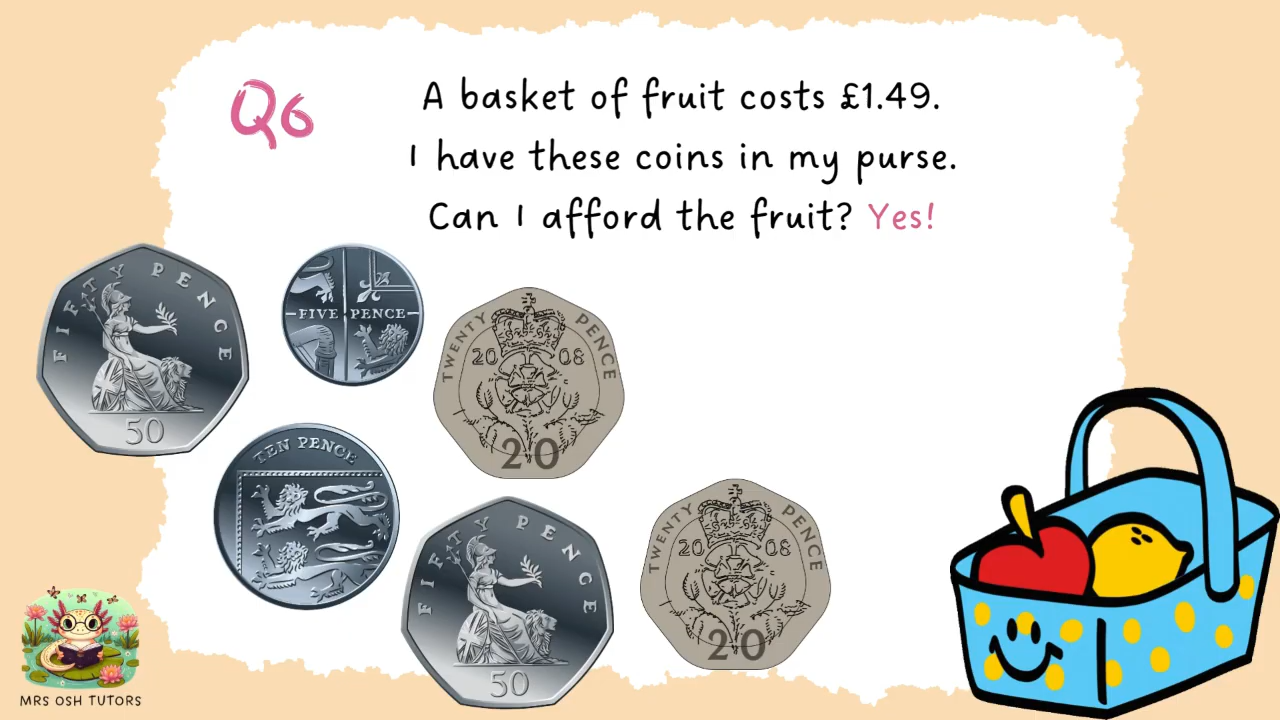 Q6
A basket of fruit costs £1.49.
I have these coins in my purse.
Can I afford the fruit? Yes!
FIFTY PENCE
50
FIVE PENCE
TWENTY PENCE
2008
20
TEN PENCE
FIFTY PENCE
50
TWENTY PENCE
2008
20
MRS OSH TUTORS